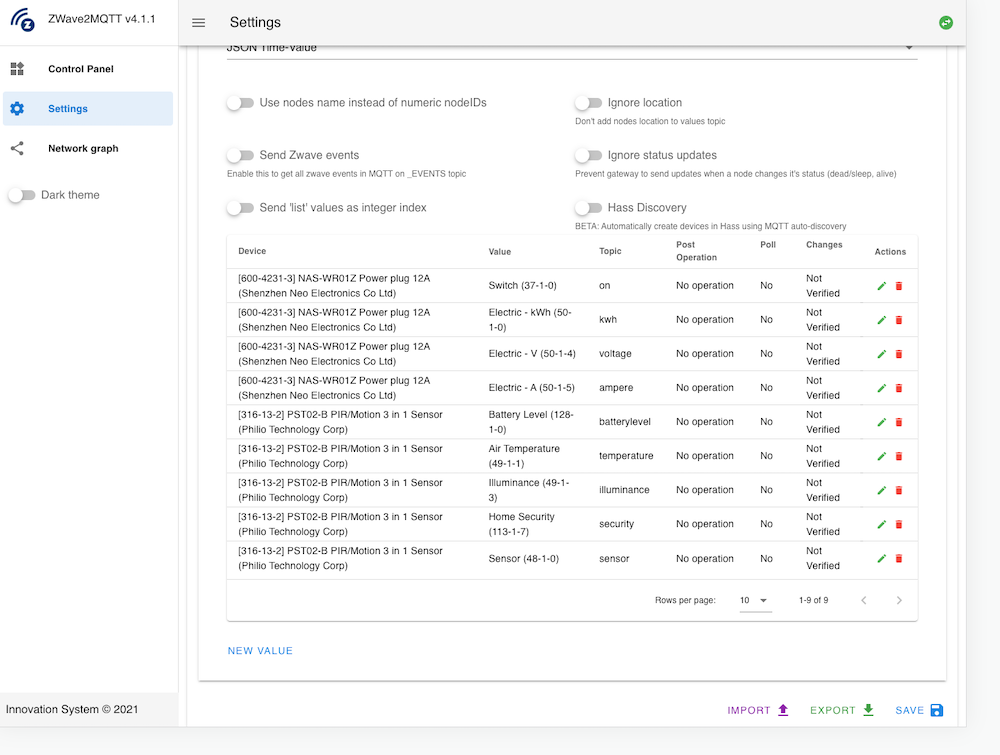 ZWave2MQTT v4.1.1
Settings
Control Panel
Settings
Network graph
Dark theme
JSON Time-Value
Use nodes name instead of numeric nodeIDs
Ignore location
Don't add nodes location to values topic
Send Zwave events
Enable this to get all zwave events in MQTT on _EVENTS topic
Ignore status updates
Prevent gateway to send updates when a node changes it's status (dead/sleep, alive)
Send 'list' values as integer index
Hass Discovery
BETA: Automatically create devices in Hass using MQTT auto-discovery
Device Value Topic Post Operation Poll Changes Actions
[600-4231-3] NAS-WR01Z Power plug 12A
(Shenzhen Neo Electronics Co Ltd)
Switch (37-1-0)
on
No operation
No
Not
Verified
[600-4231-3] NAS-WR01Z Power plug 12A
(Shenzhen Neo Electronics Co Ltd)
Electric - kWh (50-
1-0)
kwh
No operation
No
Not
Verified
[600-4231-3] NAS-WR01Z Power plug 12A
(Shenzhen Neo Electronics Co Ltd)
Electric - V (50-1-4)
voltage
No operation
No
Not
Verified
[600-4231-3] NAS-WR01Z Power plug 12A
(Shenzhen Neo Electronics Co Ltd)
Electric - A (50-1-5)
ampere
No operation
No
Not
Verified
[316-13-2] PST02-B PIR/Motion 3 in 1 Sensor
(Philio Technology Corp)
Battery Level (128-
1-0)
batterylevel
No operation
No
Not
Verified
[316-13-2] PST02-B PIR/Motion 3 in 1 Sensor
(Philio Technology Corp)
Air Temperature
(49-1-1)
temperature
No operation
No
Not
Verified
[316-13-2] PST02-B PIR/Motion 3 in 1 Sensor
(Philio Technology Corp)
Illuminance (49-1-
3)
illuminance
No operation
No
Not
Verified
[316-13-2] PST02-B PIR/Motion 3 in 1 Sensor
(Philio Technology Corp)
Home Security
(113-1-7)
security
No operation
No
Not
Verified
[316-13-2] PST02-B PIR/Motion 3 in 1 Sensor
(Philio Technology Corp)
Sensor (48-1-0)
sensor
No operation
No
Not
Verified
Rows per page: 10 1-9 of 9
NEW VALUE
IMPORT EXPORT SAVE
Innovation System © 2021